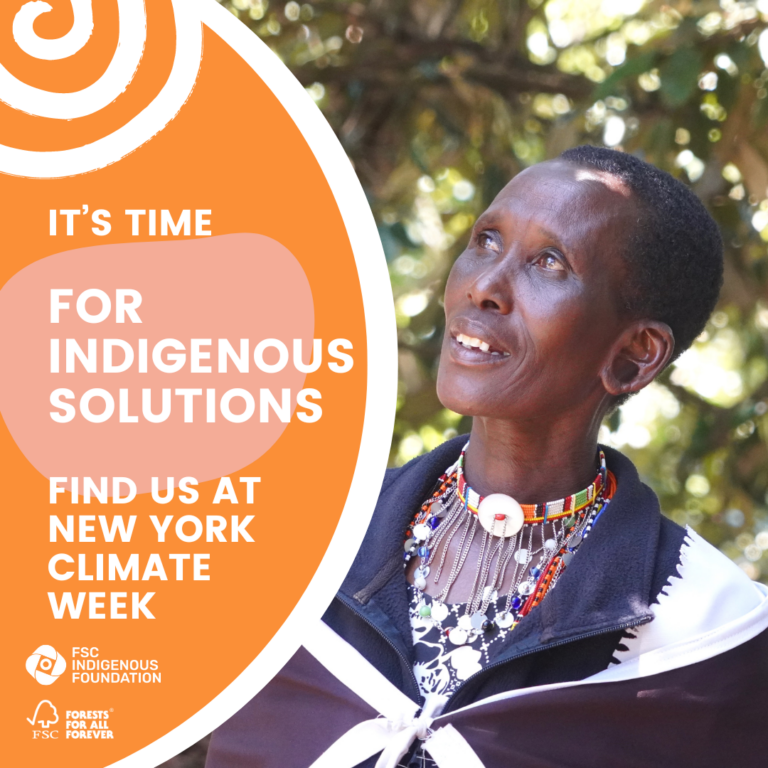 IT'S TIME
FOR
INDIGENOUS
SOLUTIONS
FIND US AT
NEW YORK
CLIMATE
WEEK
FSC
INDIGENOUS
FOUNDATION
FSC
FORESTS
FOR ALL
FOREVER